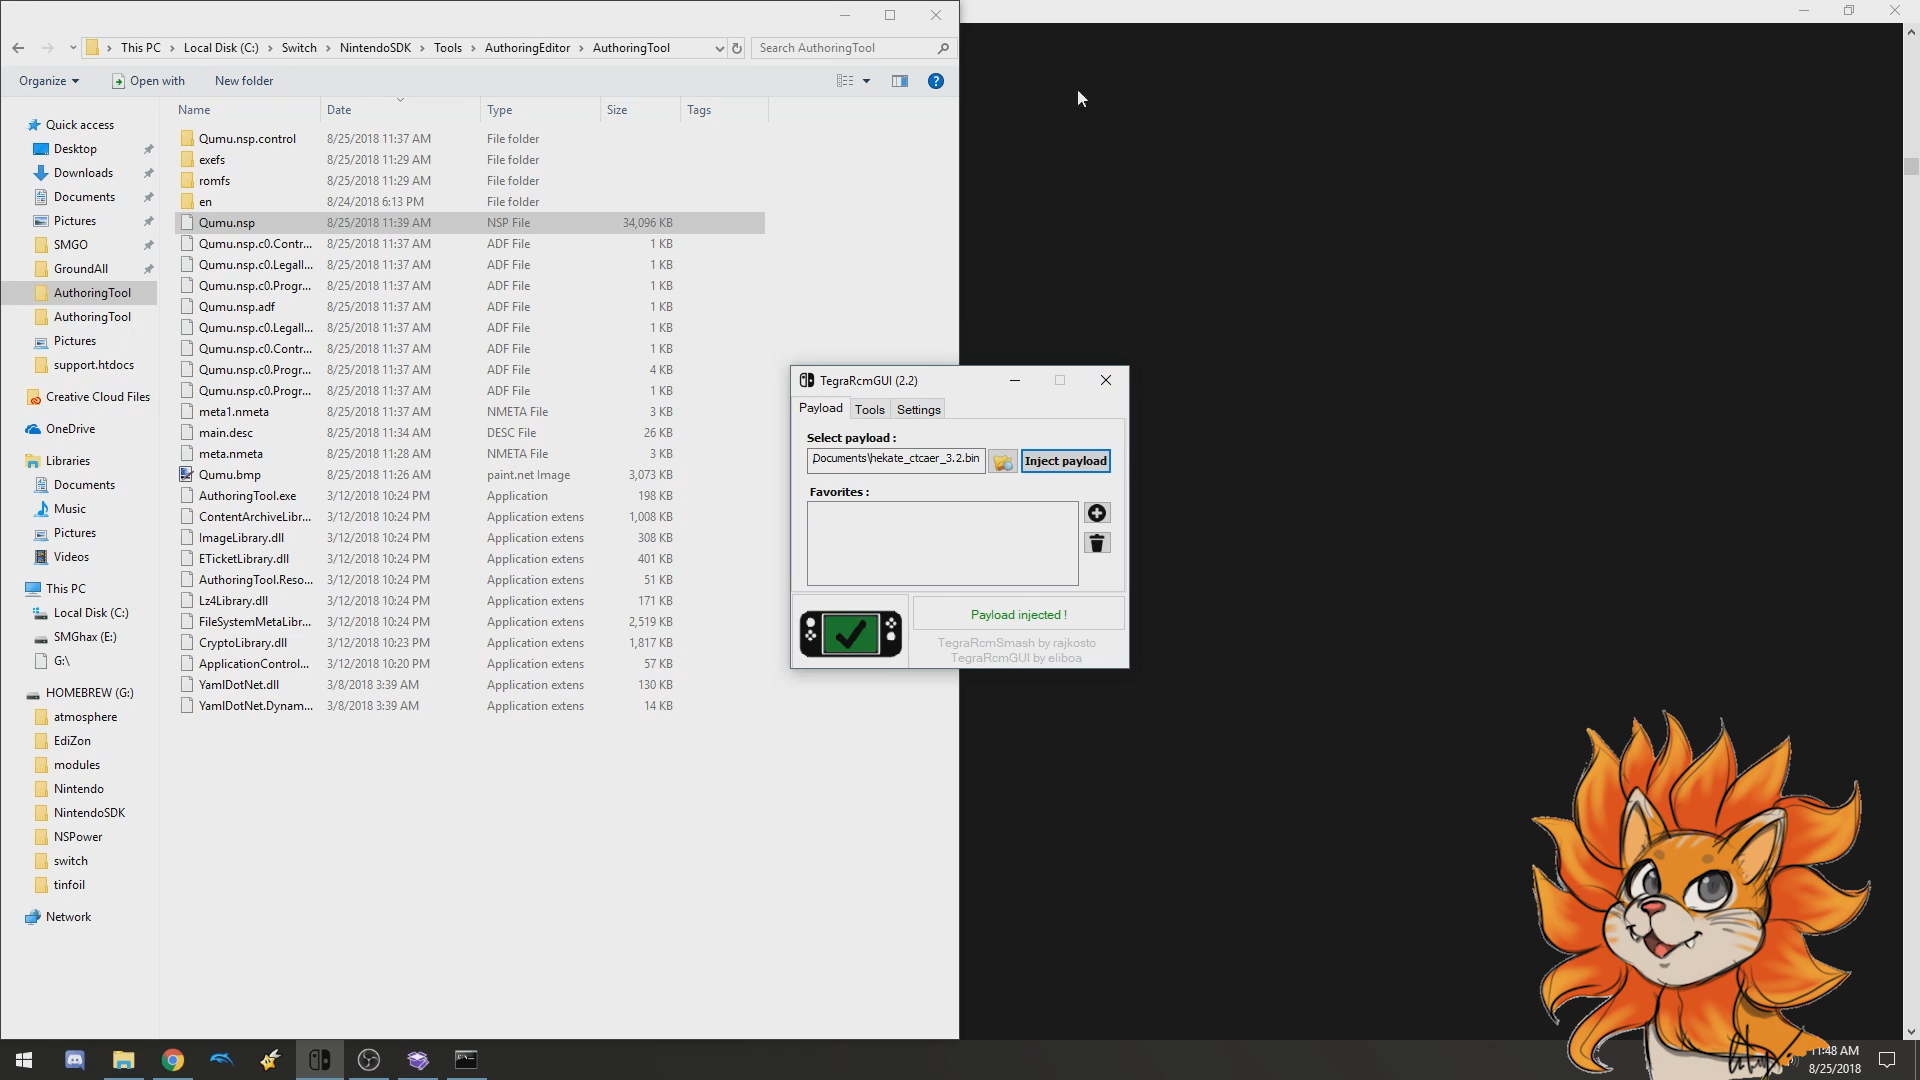 This PC
Local Disk (C:)
Switch
NintendoSDK
Tools
AuthoringEditor
AuthoringTool
Search AuthoringTool
Organize
Open with
New folder
Quick access
Desktop
Downloads
Documents
Pictures
SMGO
GroundAll
AuthoringTool
AuthoringTool
Pictures
support.htdocs
Creative Cloud Files
OneDrive
Libraries
Documents
Music
Pictures
Videos
This PC
Local Disk (C:)
SMGhax (E:)
G:\
HOMEBREW (G:)
atmosphere
EdiZon
modules
Nintendo
NintendoSDK
NSPower
switch
tinfoil
Network
Name Date Type Size Tags
Qumu.nsp.control 8/25/2018 11:37 AM File folder
exefs 8/25/2018 11:29 AM File folder
romfs 8/25/2018 11:29 AM File folder
en 8/24/2018 6:13 PM File folder
Qumu.nsp 8/25/2018 11:39 AM NSP File 34,096 KB
Qumu.nsp.c0.Contr... 8/25/2018 11:37 AM ADF File 1 KB
Qumu.nsp.c0.Legall... 8/25/2018 11:37 AM ADF File 1 KB
Qumu.nsp.c0.Progr... 8/25/2018 11:37 AM ADF File 1 KB
Qumu.nsp.adf 8/25/2018 11:37 AM ADF File 1 KB
Qumu.nsp.c0.Legall... 8/25/2018 11:37 AM ADF File 1 KB
Qumu.nsp.c0.Contr... 8/25/2018 11:37 AM ADF File 1 KB
Qumu.nsp.c0.Progr... 8/25/2018 11:37 AM ADF File 4 KB
Qumu.nsp.c0.Progr... 8/25/2018 11:37 AM ADF File 1 KB
meta1.nmeta 8/25/2018 11:37 AM NMETA File 3 KB
main.desc 8/25/2018 11:34 AM DESC File 26 KB
meta.nmeta 8/25/2018 11:28 AM NMETA File 3 KB
Qumu.bmp 8/25/2018 11:26 AM paint.net Image 3,073 KB
AuthoringTool.exe 3/12/2018 10:24 PM Application 198 KB
ContentArchiveLibr... 3/12/2018 10:24 PM Application extens 1,008 KB
ImageLibrary.dll 3/12/2018 10:24 PM Application extens 308 KB
ETicketLibrary.dll 3/12/2018 10:24 PM Application extens 401 KB
AuthoringTool.Reso... 3/12/2018 10:24 PM Application extens 51 KB
Lz4Library.dll 3/12/2018 10:24 PM Application extens 171 KB
FileSystemMetaLibr... 3/12/2018 10:24 PM Application extens 2,519 KB
CryptoLibrary.dll 3/12/2018 10:23 PM Application extens 1,817 KB
ApplicationControl... 3/12/2018 10:20 PM Application extens 57 KB
YamlDotNet.dll 3/8/2018 3:39 AM Application extens 130 KB
YamlDotNet.Dynam... 3/8/2018 3:39 AM Application extens 14 KB
TegraRcmGUI (2.2)
Payload Tools Settings
Select payload :
Documents\hekate_ctcaer_3.2.bin
Inject payload
Favorites :
Payload injected !
TegraRcmSmash by rajkosto
TegraRcmGUI by eliboa
11:48 AM
8/25/2018